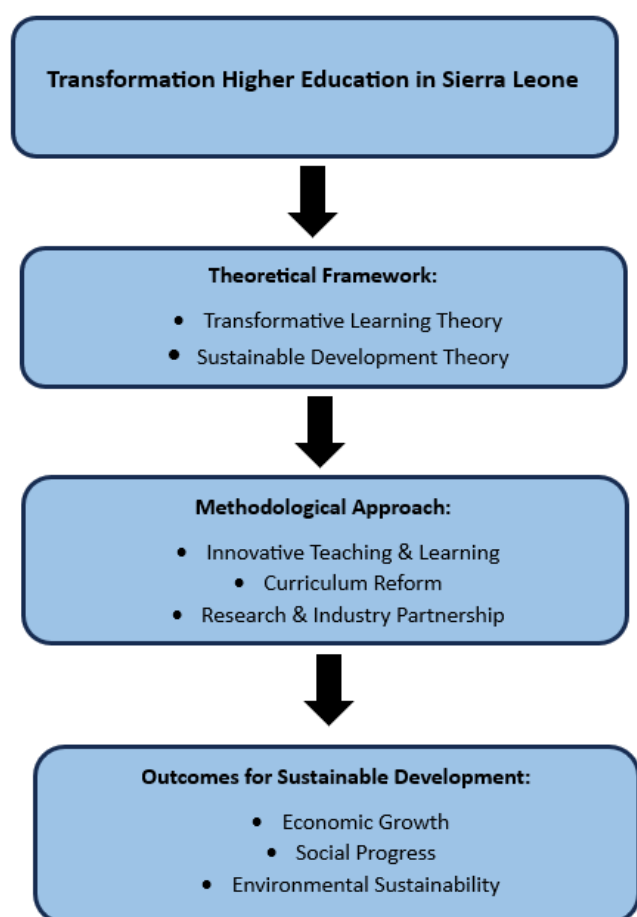 Transformation Higher Education in Sierra Leone
Theoretical Framework:
• Transformative Learning Theory
• Sustainable Development Theory
Methodological Approach:
• Innovative Teaching & Learning
• Curriculum Reform
• Research & Industry Partnership
Outcomes for Sustainable Development:
• Economic Growth
• Social Progress
• Environmental Sustainability